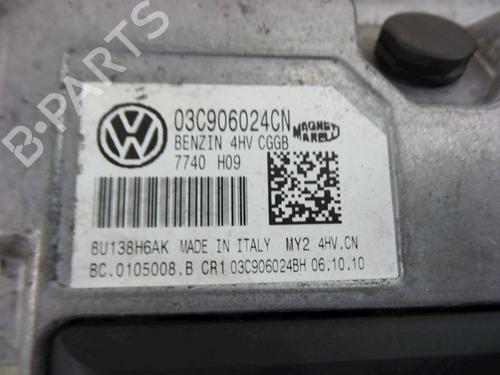 03C906024CN
BENZIN 4HV CGGB
MAGNETI
MARELLI
7740 H09
8U138H6AK MADE IN ITALY MY2 4HV.CN
BC.0105008.B CR1 03C906024BH 06.10.10